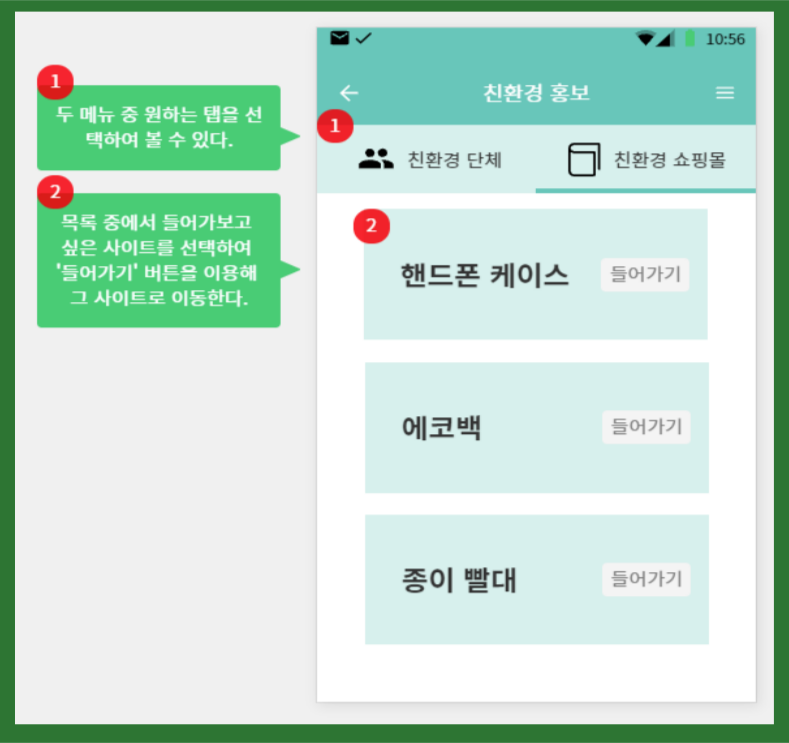 1
두 메뉴 중 원하는 탭을 선
택하여 볼 수 있다.
2
목록 중에서 들어가보고
싶은 사이트를 선택하여
'들어가기' 버튼을 이용해
그 사이트로 이동한다.
10:56
친환경 홍보
1
친환경 단체 친환경 쇼핑몰
2
핸드폰 케이스 들어가기
에코백 들어가기
종이 빨대 들어가기